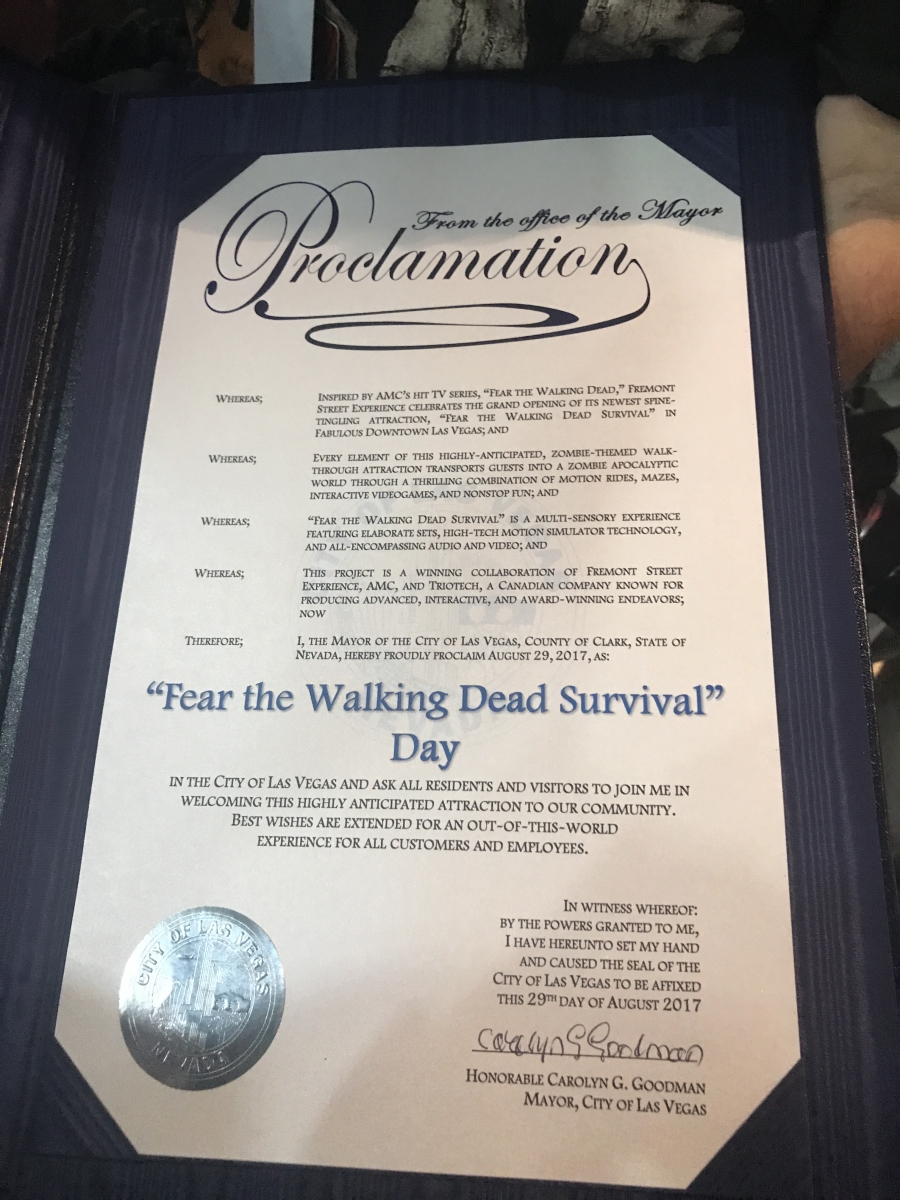 From the office of the Mayor
Proclamation
WHEREAS;
INSPIRED BY AMC'S HIT TV SERIES, "FEAR THE WALKING DEAD," FREMONT
STREET EXPERIENCE CELEBRATES THE GRAND OPENING OF ITS NEWEST SPINE-
TINGLING ATTRACTION, "FEAR THE WALKING DEAD SURVIVAL" IN
FABULOUS DOWNTOWN LAS VEGAS; AND
WHEREAS;
EVERY ELEMENT OF THIS HIGHLY-ANTICIPATED, ZOMBIE-THEMED WALK-
THROUGH ATTRACTION TRANSPORTS GUESTS INTO A ZOMBIE APOCALYPTIC
WORLD THROUGH A THRILLING COMBINATION OF MOTION RIDES, MAZES,
INTERACTIVE VIDEOGAMES, AND NONSTOP FUN; AND
WHEREAS;
"FEAR THE WALKING DEAD SURVIVAL" IS A MULTI-SENSORY EXPERIENCE
FEATURING ELABORATE SETS, HIGH-TECH MOTION SIMULATOR TECHNOLOGY,
AND ALL-ENCOMPASSING AUDIO AND VIDEO; AND
WHEREAS;
THIS PROJECT IS A WINNING COLLABORATION OF FREMONT STREET
EXPERIENCE, AMC, AND TRIOTECH, A CANADIAN COMPANY KNOWN FOR
PRODUCING ADVANCED, INTERACTIVE, AND AWARD-WINNING ENDEAVORS;
NOW
THEREFORE;
I, THE MAYOR OF THE CITY OF LAS VEGAS, COUNTY OF CLARK, STATE OF
NEVADA, HEREBY PROUDLY PROCLAIM AUGUST 29, 2017, AS:
"Fear the Walking Dead Survival"
Day
IN THE CITY OF LAS VEGAS AND ASK ALL RESIDENTS AND VISITORS TO JOIN ME IN
WELCOMING THIS HIGHLY ANTICIPATED ATTRACTION TO OUR COMMUNITY.
BEST WISHES ARE EXTENDED FOR AN OUT-OF-THIS-WORLD
EXPERIENCE FOR ALL CUSTOMERS AND EMPLOYEES.
IN WITNESS WHEREOF:
BY THE POWERS GRANTED TO ME,
I HAVE HEREUNTO SET MY HAND
AND CAUSED THE SEAL OF THE
CITY OF LAS VEGAS TO BE AFFIXED
THIS 29TH DAY OF AUGUST 2017
Carolyn G Goodman
HONORABLE CAROLYN G. GOODMAN
MAYOR, CITY OF LAS VEGAS
CITY OF LAS VEGAS
NEVADA